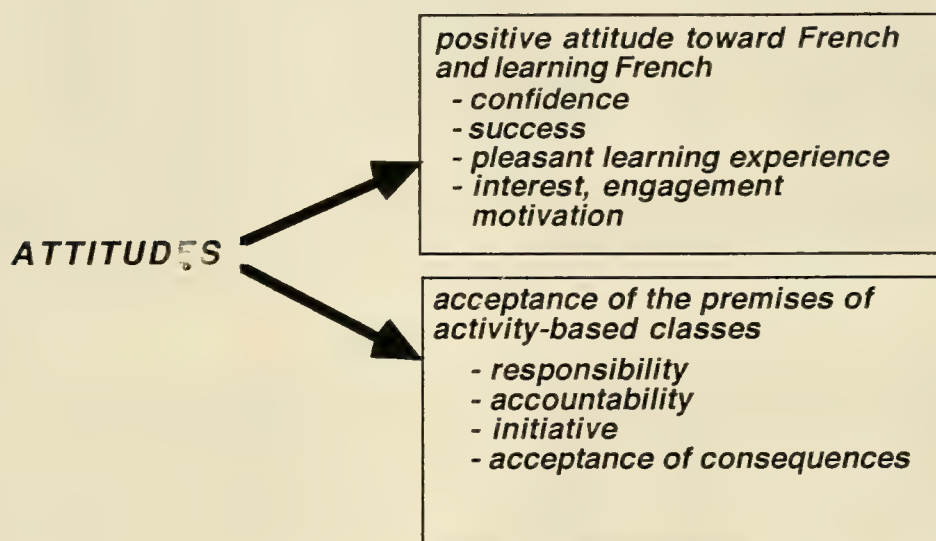 positive attitude toward French
and learning French
- confidence
- success
- pleasant learning experience
- interest, engagement
motivation
ATTITUDES
acceptance of the premises of
activity-based classes
- responsibility
- accountability
- initiative
- acceptance of consequences